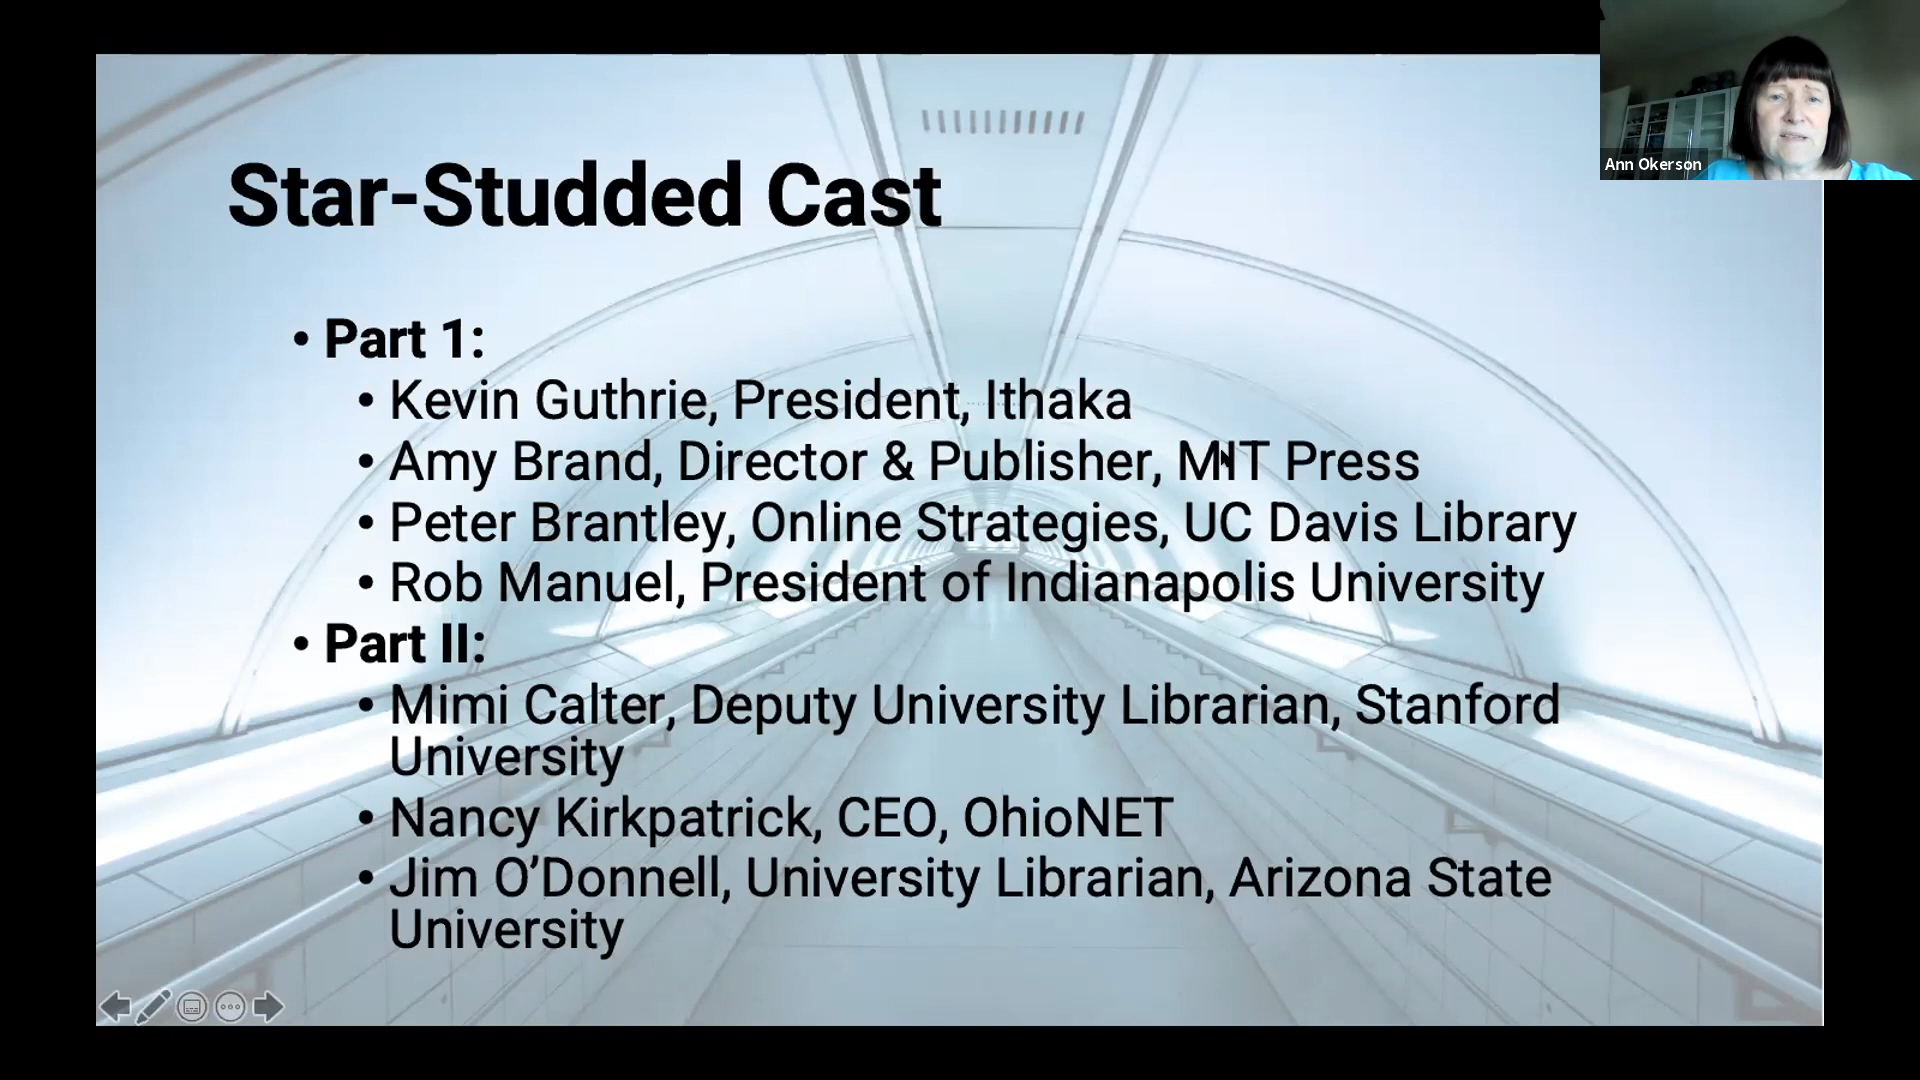 Ann Okerson
Star-Studded Cast
• Part 1:
• Kevin Guthrie, President, Ithaka
• Amy Brand, Director & Publisher, MIT Press
• Peter Brantley, Online Strategies, UC Davis Library
• Rob Manuel, President of Indianapolis University
• Part II:
• Mimi Calter, Deputy University Librarian, Stanford
University
• Nancy Kirkpatrick, CEO, OhioNET
• Jim O’Donnell, University Librarian, Arizona State
University